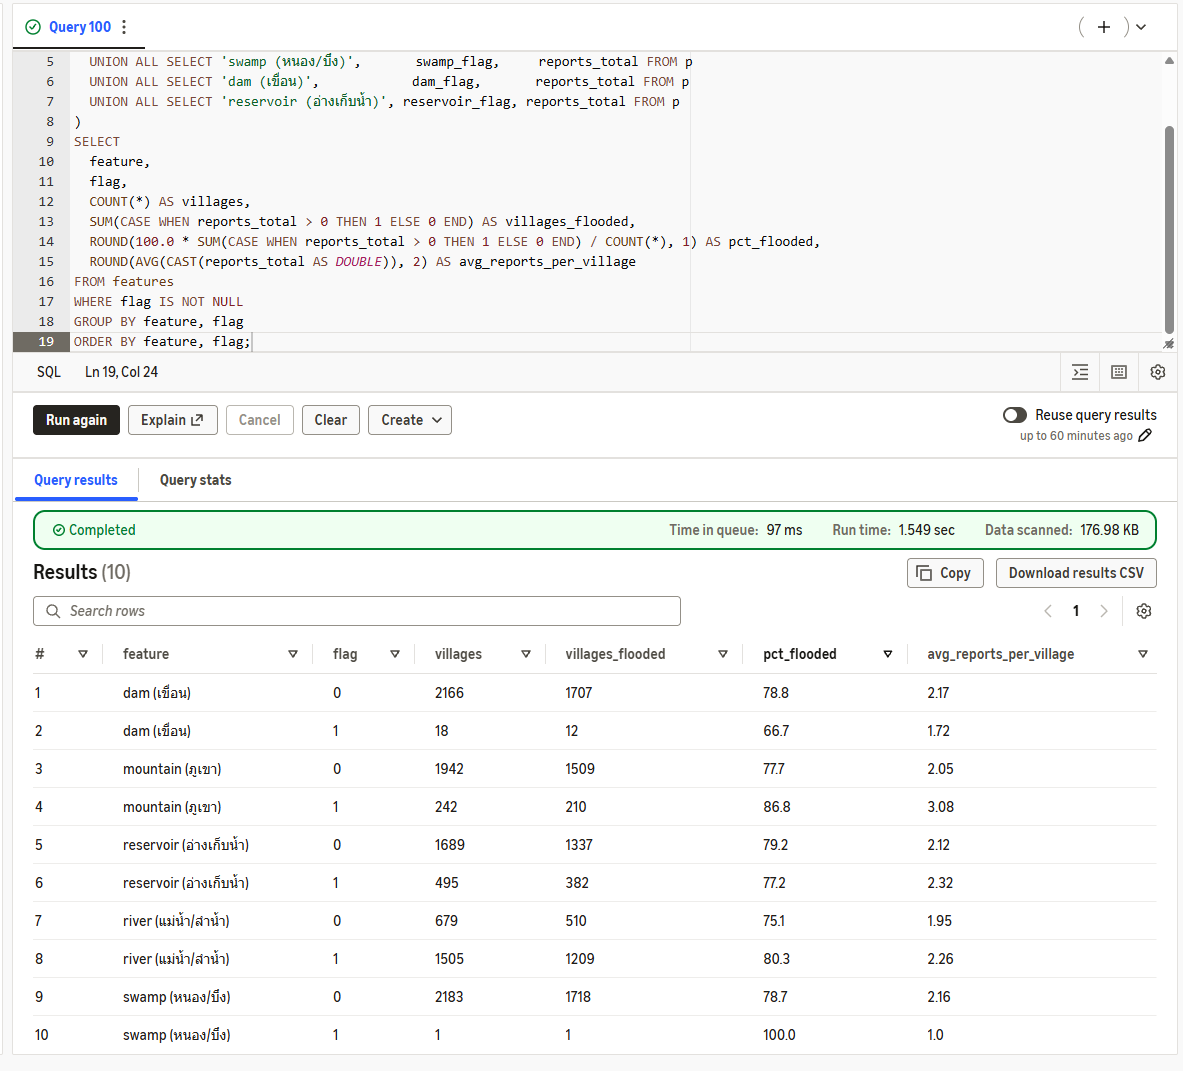 Query 100
5 UNION ALL SELECT 'swamp (หนอง/บึง)', swamp_flag, reports_total FROM p
6 UNION ALL SELECT 'dam (เขื่อน)', dam_flag, reports_total FROM p
7 UNION ALL SELECT 'reservoir (อ่างเก็บน้ำ)', reservoir_flag, reports_total FROM p
8 )
9 SELECT
10 feature,
11 flag,
12 COUNT(*) AS villages,
13 SUM(CASE WHEN reports_total > 0 THEN 1 ELSE 0 END) AS villages_flooded,
14 ROUND(100.0 * SUM(CASE WHEN reports_total > 0 THEN 1 ELSE 0 END) / COUNT(*), 1) AS pct_flooded,
15 ROUND(AVG(CAST(reports_total AS DOUBLE)), 2) AS avg_reports_per_village
16 FROM features
17 WHERE flag IS NOT NULL
18 GROUP BY feature, flag
19 ORDER BY feature, flag;
SQL Ln 19, Col 24
Run again Explain Cancel Clear Create Reuse query results
up to 60 minutes ago
Query results Query stats
Completed Time in queue: 97 ms Run time: 1.549 sec Data scanned: 176.98 KB
Results (10) Copy Download results CSV
Search rows 1
# feature flag villages villages_flooded pct_flooded avg_reports_per_village
1 dam (เขื่อน) 0 2166 1707 78.8 2.17
2 dam (เขื่อน) 1 18 12 66.7 1.72
3 mountain (ภูเขา) 0 1942 1509 77.7 2.05
4 mountain (ภูเขา) 1 242 210 86.8 3.08
5 reservoir (อ่างเก็บน้ำ) 0 1689 1337 79.2 2.12
6 reservoir (อ่างเก็บน้ำ) 1 495 382 77.2 2.32
7 river (แม่น้ำ/ลำน้ำ) 0 679 510 75.1 1.95
8 river (แม่น้ำ/ลำน้ำ) 1 1505 1209 80.3 2.26
9 swamp (หนอง/บึง) 0 2183 1718 78.7 2.16
10 swamp (หนอง/บึง) 1 1 1 100.0 1.0